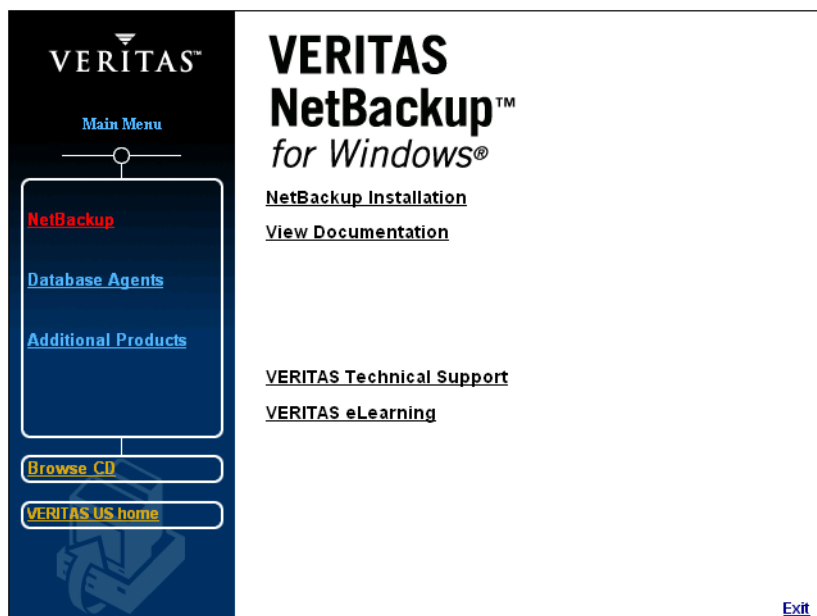 VERITAS™
Main Menu
NetBackup
Database Agents
Additional Products
Browse CD
VERITAS US home
VERITAS
NetBackup™
for Windows®
NetBackup Installation
View Documentation
VERITAS Technical Support
VERITAS eLearning
Exit